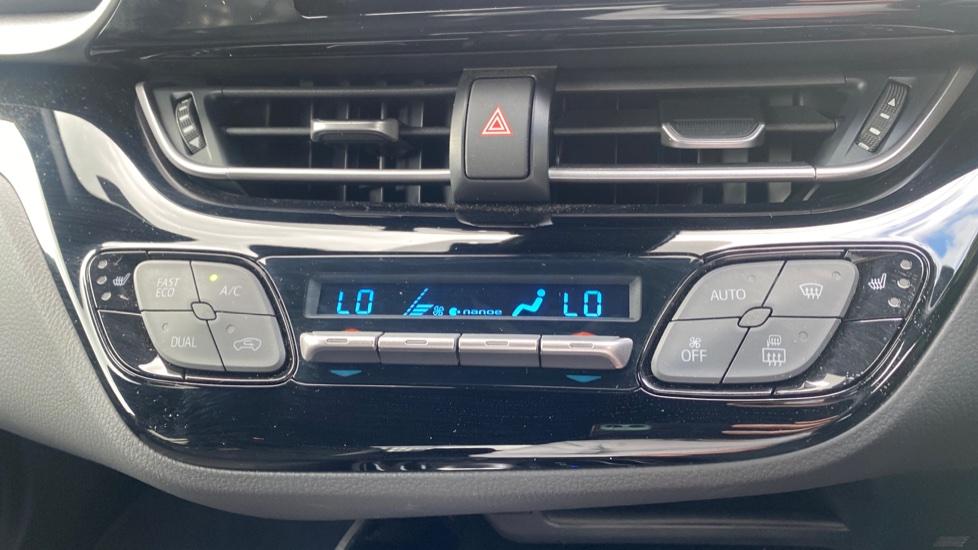 FAST
ECO
A/C
DUAL
LO
nanoe
LO
AUTO
OFF